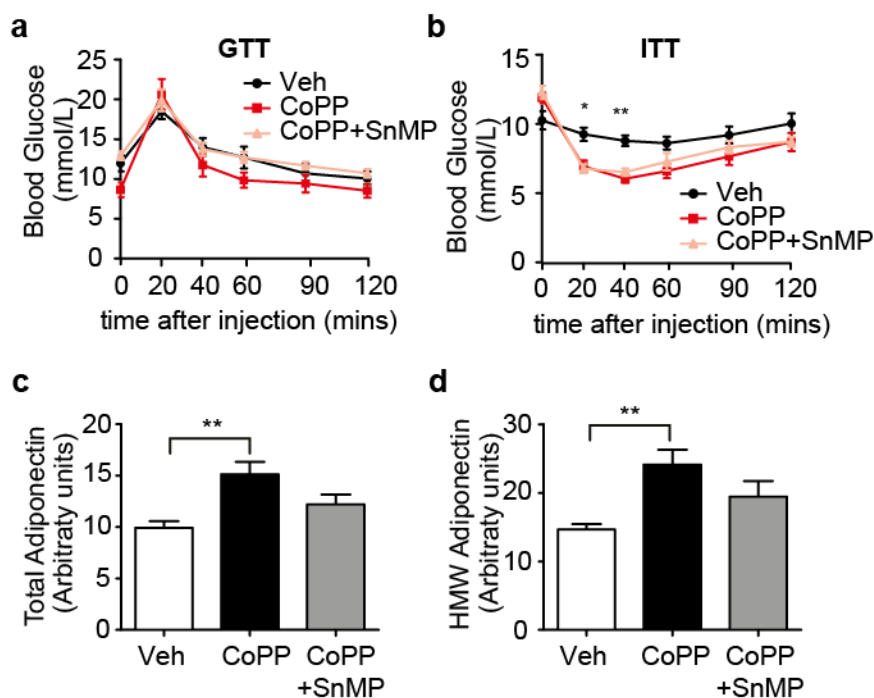 a
GTT
Blood Glucose
(mmol/L)
25
20
15
10
5
0
Veh
CoPP
CoPP+SnMP
0 20 40 60 90 120
time after injection (mins)
b
ITT
Blood Glucose
(mmol/L)
15
10
5
0
* **
Veh
CoPP
CoPP+SnMP
0 20 40 60 90 120
time after injection (mins)
c
Total Adiponectin
(Arbitraty units)
20
15
10
5
0
**
Veh CoPP CoPP
+SnMP
d
HMW Adiponectin
(Arbitraty units)
30
20
10
0
**
Veh CoPP CoPP
+SnMP